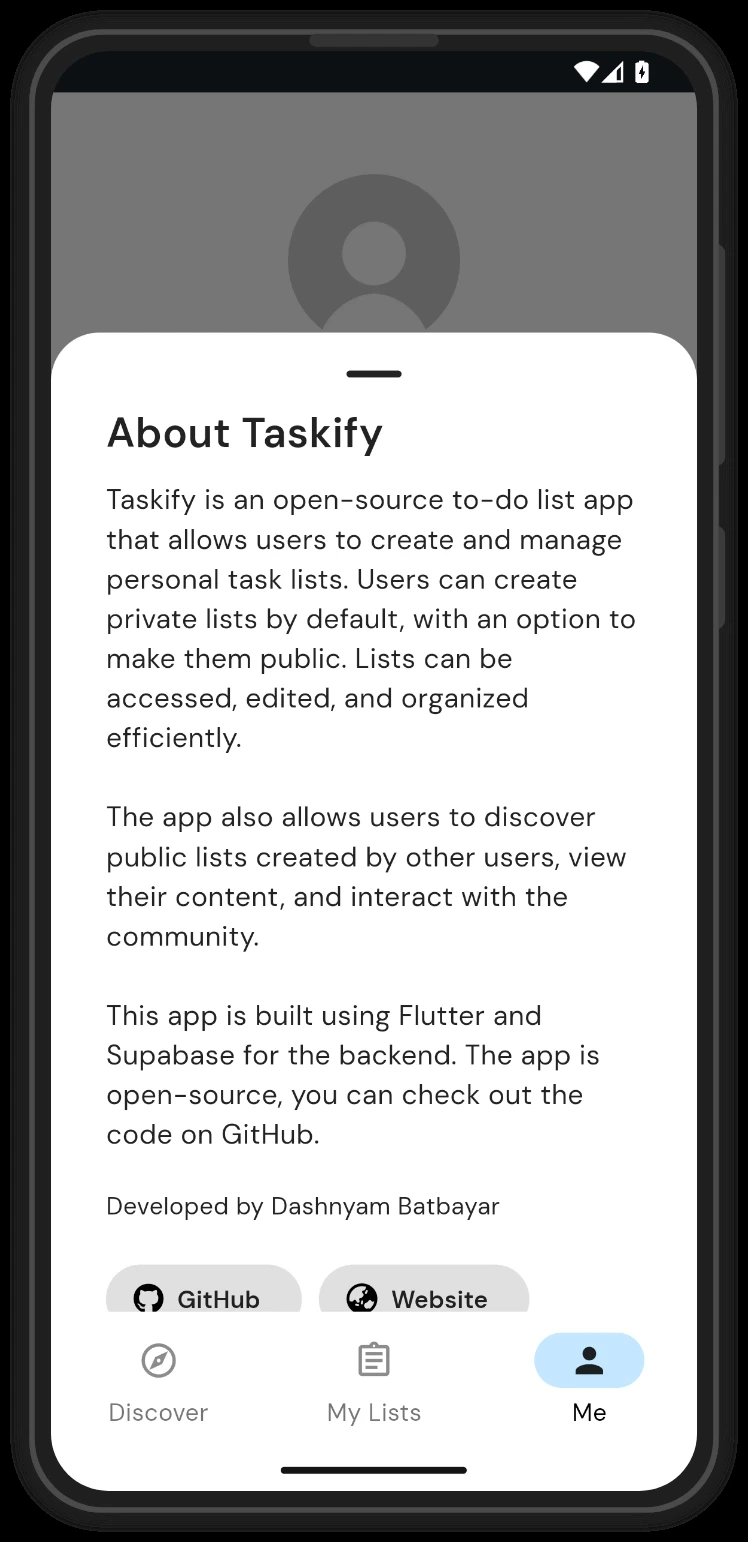 About Taskify
Taskify is an open-source to-do list app
that allows users to create and manage
personal task lists. Users can create
private lists by default, with an option to
make them public. Lists can be
accessed, edited, and organized
efficiently.
The app also allows users to discover
public lists created by other users, view
their content, and interact with the
community.
This app is built using Flutter and
Supabase for the backend. The app is
open-source, you can check out the
code on GitHub.
Developed by Dashnyam Batbayar
GitHub Website
Discover My Lists Me